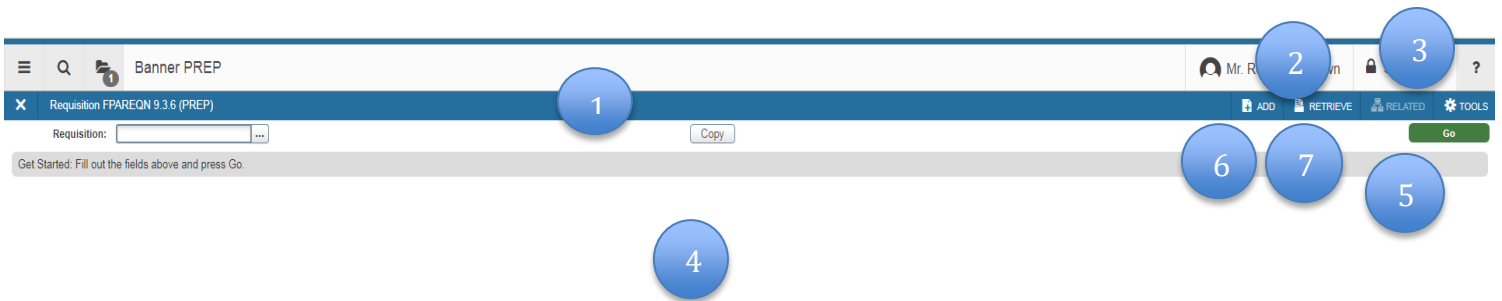 3
2
Banner PREP Mr. R wn ?
1
1
Requisition FPAREQN 9.3.6 (PREP) ADD RETRIEVE RELATED TOOLS
Requisition: ... Copy Go
Get Started: Fill out the fields above and press Go.
6 7
5
4